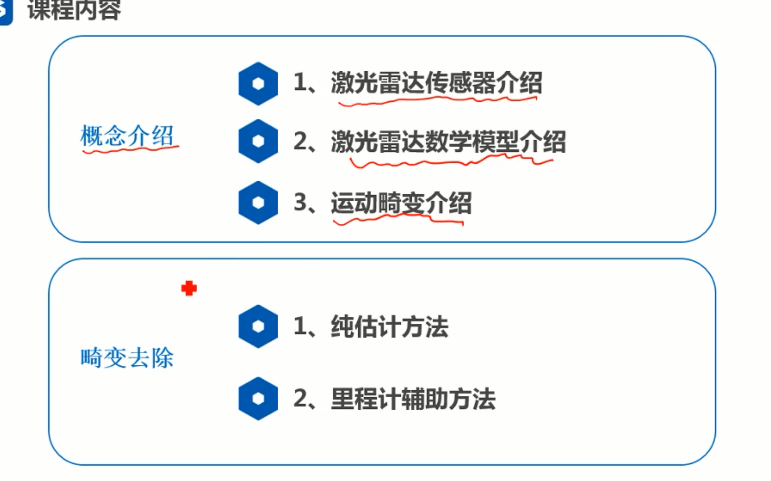 课程内容
概念介绍
1、激光雷达传感器介绍
2、激光雷达数学模型介绍
3、运动畸变介绍
畸变去除
1、纯估计方法
2、里程计辅助方法